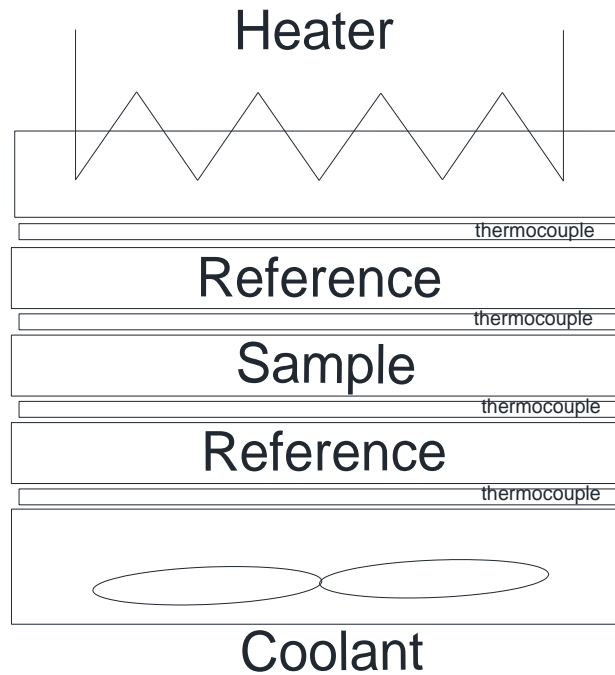 Heater
thermocouple
Reference
thermocouple
Sample
thermocouple
Reference
thermocouple
Coolant